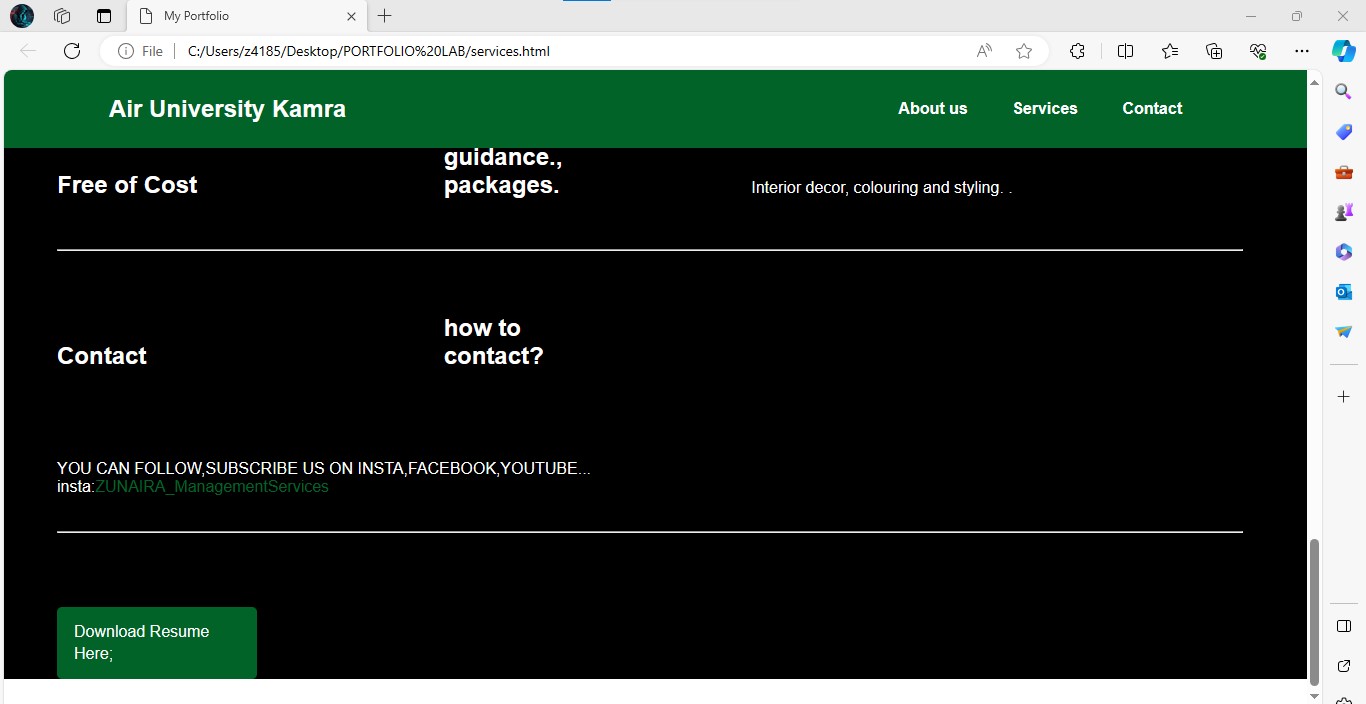 My Portfolio
File
C:/Users/z4185/Desktop/PORTFOLIO%20LAB/services.html
Air University Kamra
About us
Services
Contact
guidance.,
Free of Cost
packages.
Interior decor, colouring and styling. .
how to
Contact
contact?
YOU CAN FOLLOW,SUBSCRIBE US ON INSTA,FACEBOOK,YOUTUBE...
insta:ZUNAIRA_ManagementServices
Download Resume
Here;